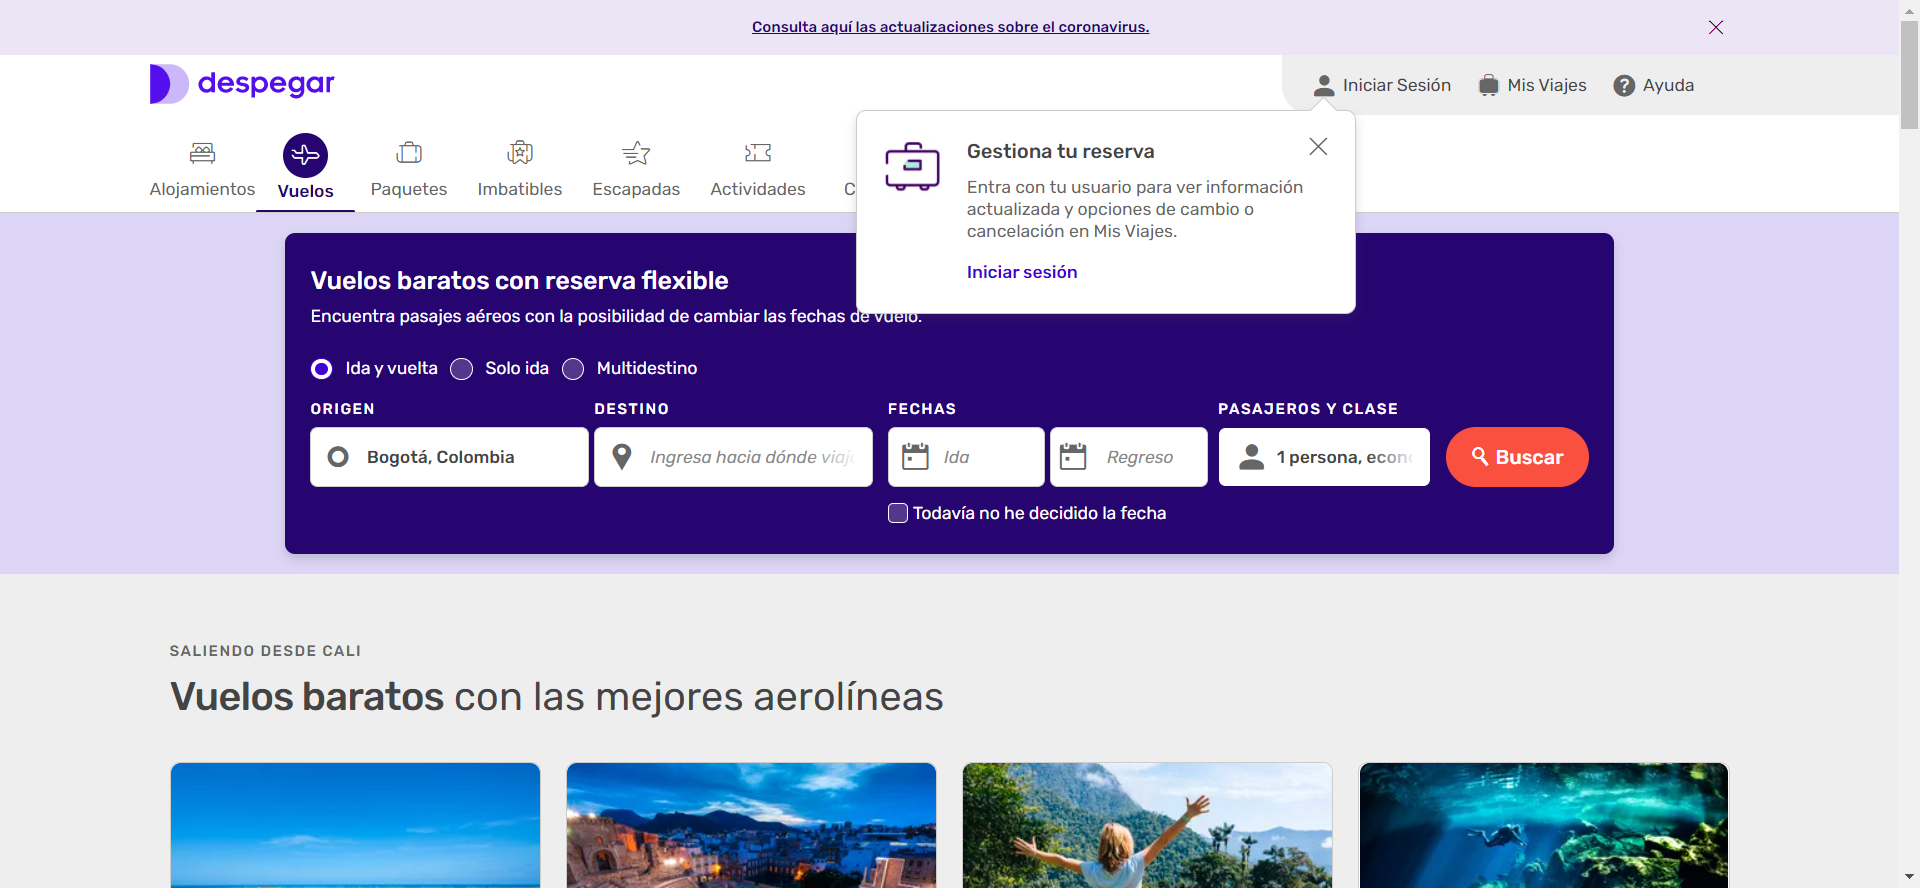 Consulta aquí las actualizaciones sobre el coronavirus.
despegar
Iniciar Sesión
Mis Viajes
Ayuda
Alojamientos
Vuelos
Paquetes
Imbatibles
Escapadas
Actividades
C
Gestiona tu reserva
Entra con tu usuario para ver información
actualizada y opciones de cambio o
cancelación en Mis Viajes.
Iniciar sesión
Vuelos baratos con reserva flexible
Encuentra pasajes aéreos con la posibilidad de cambiar las fechas de vuelo.
Ida y vuelta
Solo ida
Multidestino
ORIGEN
DESTINO
FECHAS
PASAJEROS Y CLASE
Bogotá, Colombia
Ingresa hacia dónde viaj
Ida
Regreso
1 persona, econ
Buscar
Todavía no he decidido la fecha
SALIENDO DESDE CALI
Vuelos baratos con las mejores aerolíneas